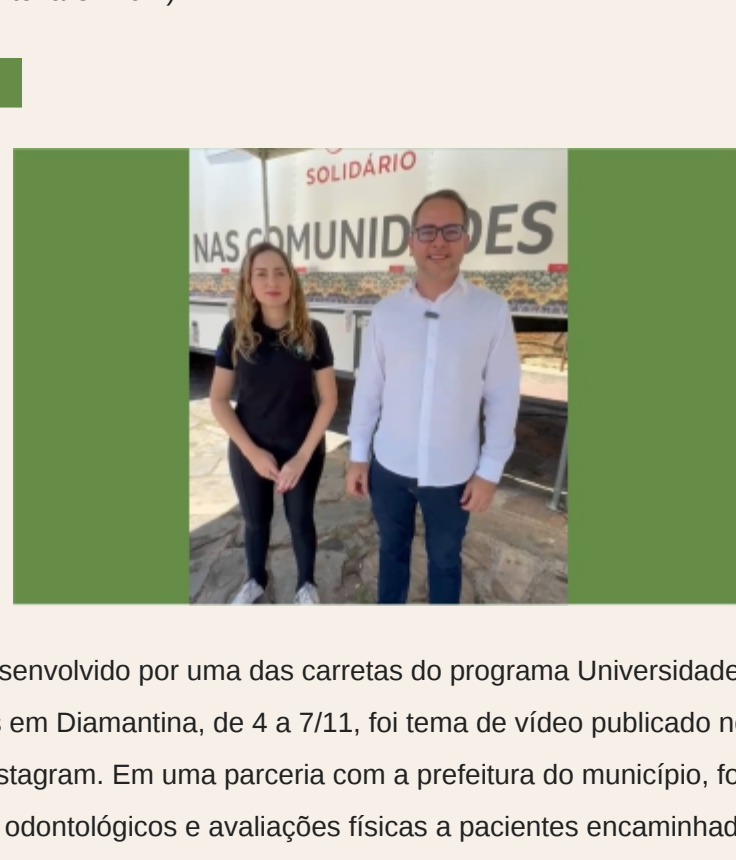 SOLIDÁRIO
NAS COMUNIDADES
senvolvido por uma das carretas do programa Universidade
em Diamantina, de 4 a 7/11, foi tema de vídeo publicado n
stagram. Em uma parceria com a prefeitura do município, fo
odontológicos e avaliações físicas a pacientes encaminhad